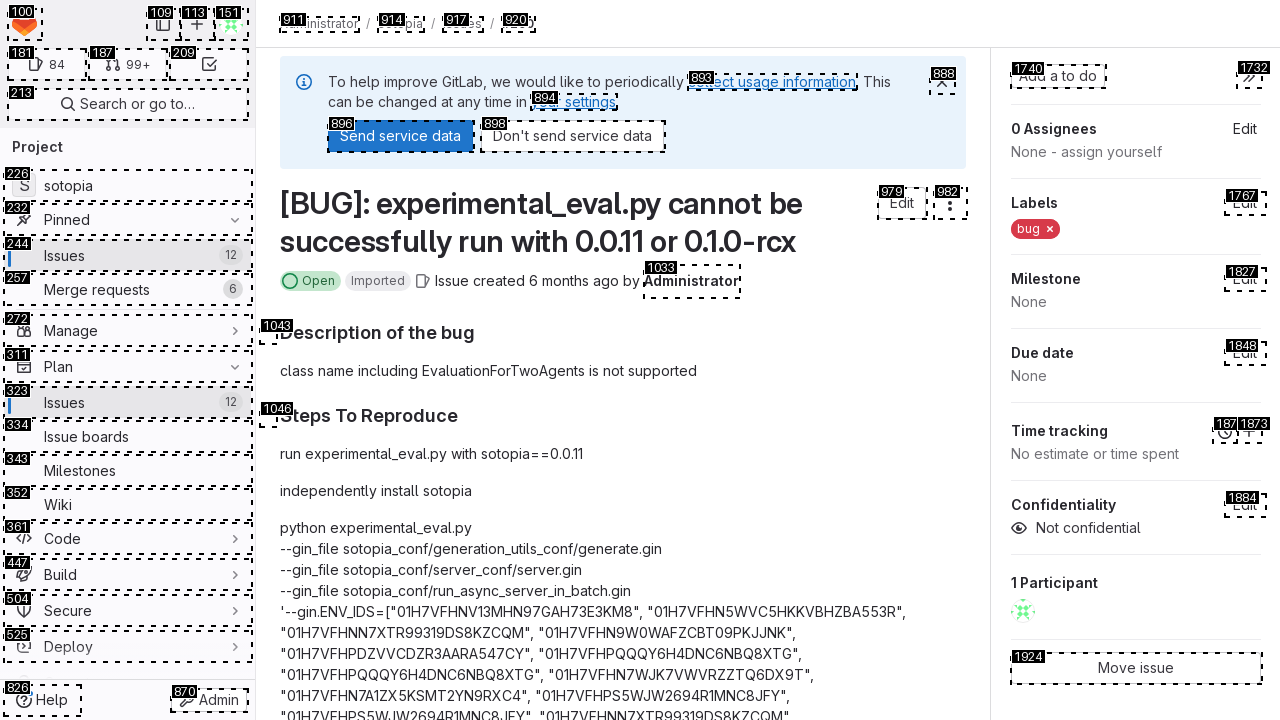 100
109
113
151
181
84
187
99+
209
213
Search or go to…
Project
226
S
sotopia
232
Pinned
244
Issues
12
257
Merge requests
6
272
Manage
311
Plan
323
Issues
12
334
Issue boards
343
Milestones
352
Wiki
361
Code
447
Build
504
Secure
525
Deploy
826
Help
870
Admin
911
/
914
/
917
/
920
To help improve GitLab, we would like to periodically 893 collect usage information. This
can be changed at any time in 894 your settings.
888
896
Send service data
898
Don't send service data
[BUG]: experimental_eval.py cannot be
successfully run with 0.0.11 or 0.1.0-rcx
979
Edit
982
Open
Imported
Issue created 6 months ago by 1033 Administrator
1043
Description of the bug
class name including EvaluationForTwoAgents is not supported
1046
Steps To Reproduce
run experimental_eval.py with sotopia==0.0.11
independently install sotopia
python experimental_eval.py
--gin_file sotopia_conf/generation_utils_conf/generate.gin
--gin_file sotopia_conf/server_conf/server.gin
--gin_file sotopia_conf/run_async_server_in_batch.gin
'--gin.ENV_IDS=["01H7VFHNV13MHN97GAH73E3KM8", "01H7VFHN5WVC5HKKVBHZBA553R",
"01H7VFHNN7XTR99319DS8KZCQM", "01H7VFHN9W0WAFZCBT09PKJJNK",
"01H7VFHPDZVVCDZR3AARA547CY", "01H7VFHPQQQY6H4DNC6NBQ8XTG",
"01H7VFHPQQQY6H4DNC6NBQ8XTG", "01H7VFHN7WJK7VWVRZZTQ6DX9T",
"01H7VFHN7A1ZX5KSMT2YN9RXC4", "01H7VFHPS5WJW2694R1MNC8JFY",
"01H7VFHPS5WJW2694R1MNC8JFY", "01H7VFHNN7XTR99319DS8KZCQM",
1740
Add a to do
1732
0 Assignees
Edit
None - assign yourself
Labels
1767
Edit
bug ×
Milestone
1827
Edit
None
Due date
1848
Edit
None
Time tracking
187
1873
No estimate or time spent
Confidentiality
1884
Edit
Not confidential
1 Participant
1924
Move issue